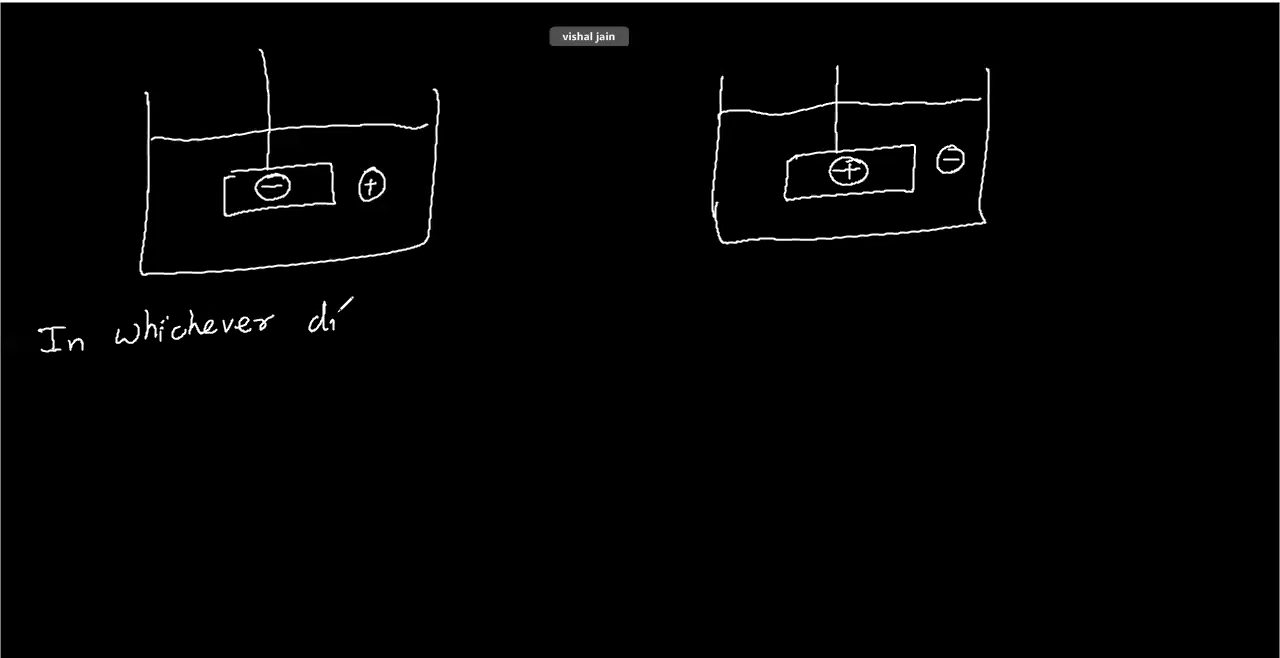 vishal jain
⊖ ⊕
⊕ ⊖
In whichever di